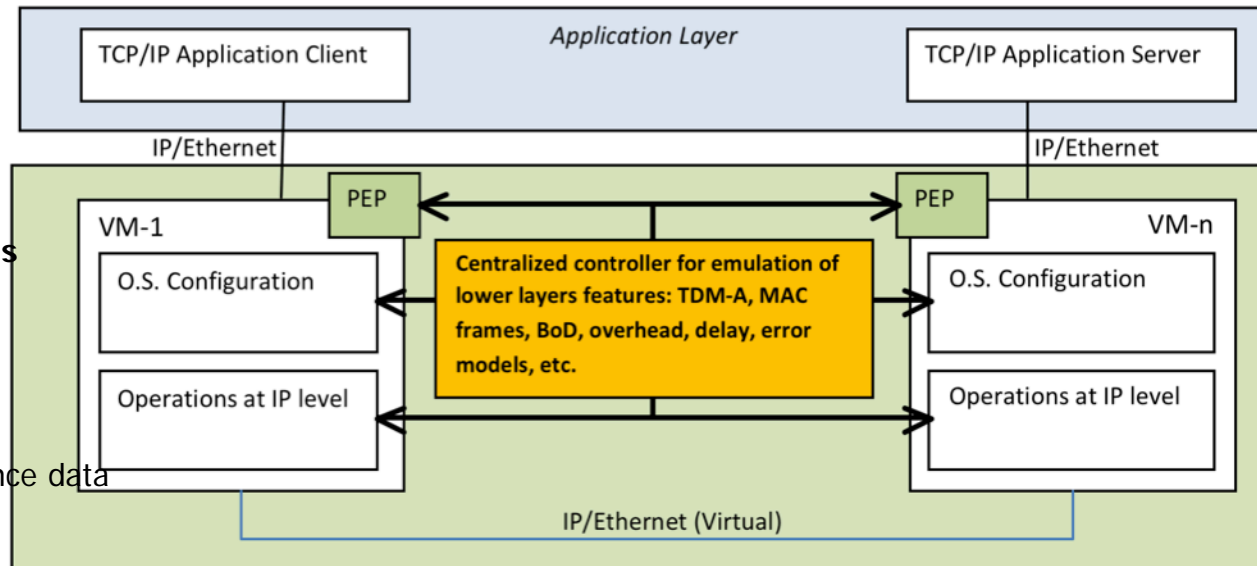 Application Layer
TCP/IP Application Client
TCP/IP Application Server
IP/Ethernet
IP/Ethernet
PEP
PEP
VM-1
VM-n
s
O.S. Configuration
Centralized controller for emulation of
lower layers features: TDM-A, MAC
frames, BoD, overhead, delay, error
models, etc.
O.S. Configuration
Operations at IP level
Operations at IP level
nce data
IP/Ethernet (Virtual)